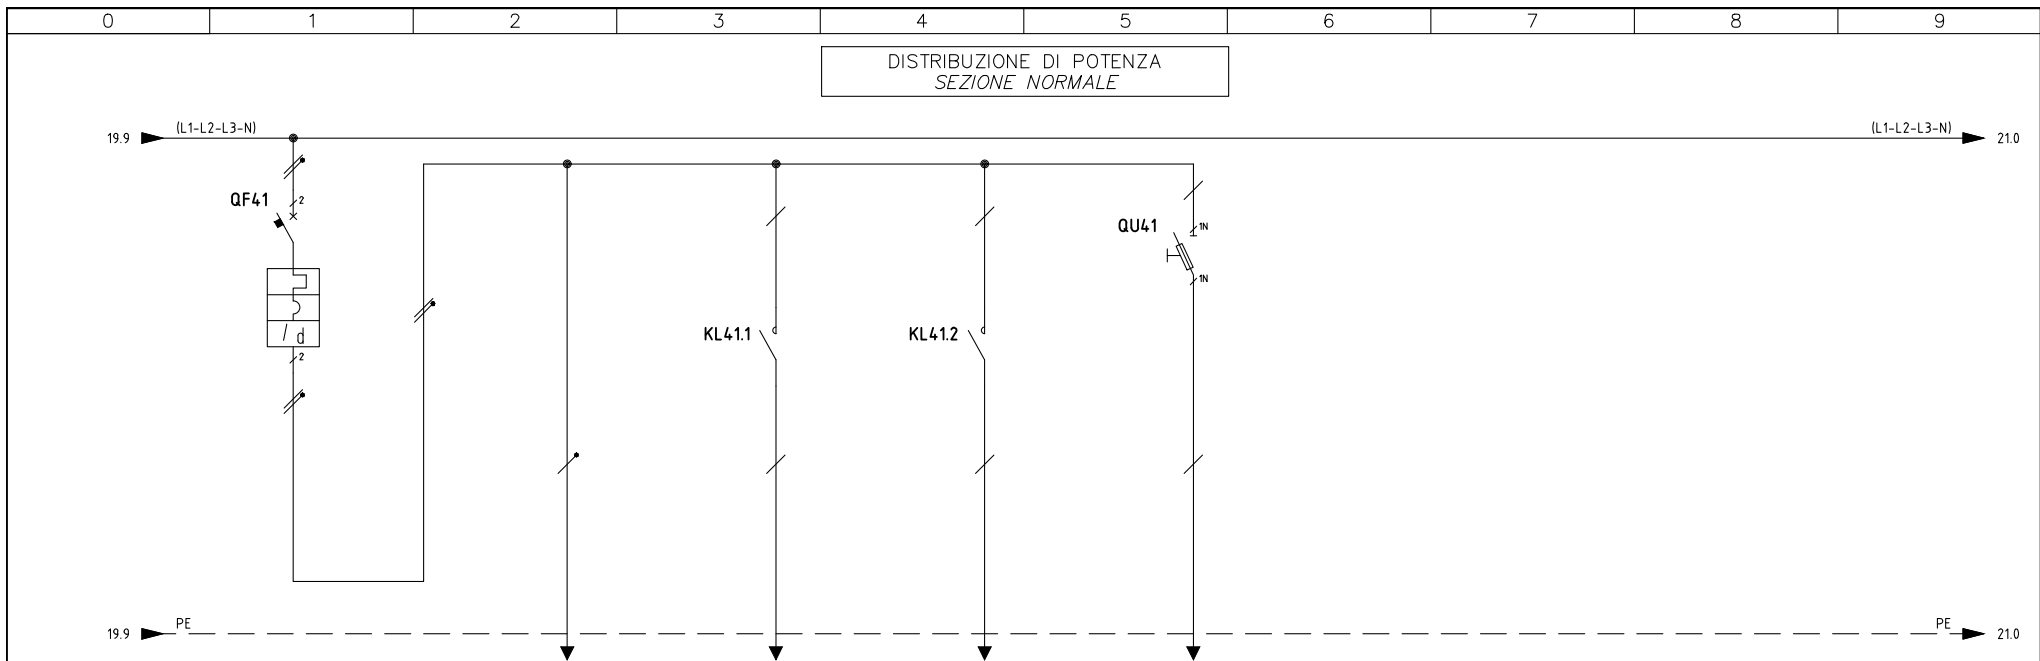 0 1 2 3 4 5 6 7 8 9
DISTRIBUZIONE DI POTENZA
SEZIONE NORMALE
19.9 (L1-L2-L3-N) (L1-L2-L3-N) 21.0
QF41 2
QU41 1N
1N
KL41.1 KL41.2
I d
2
19.9 PE PE 21.0